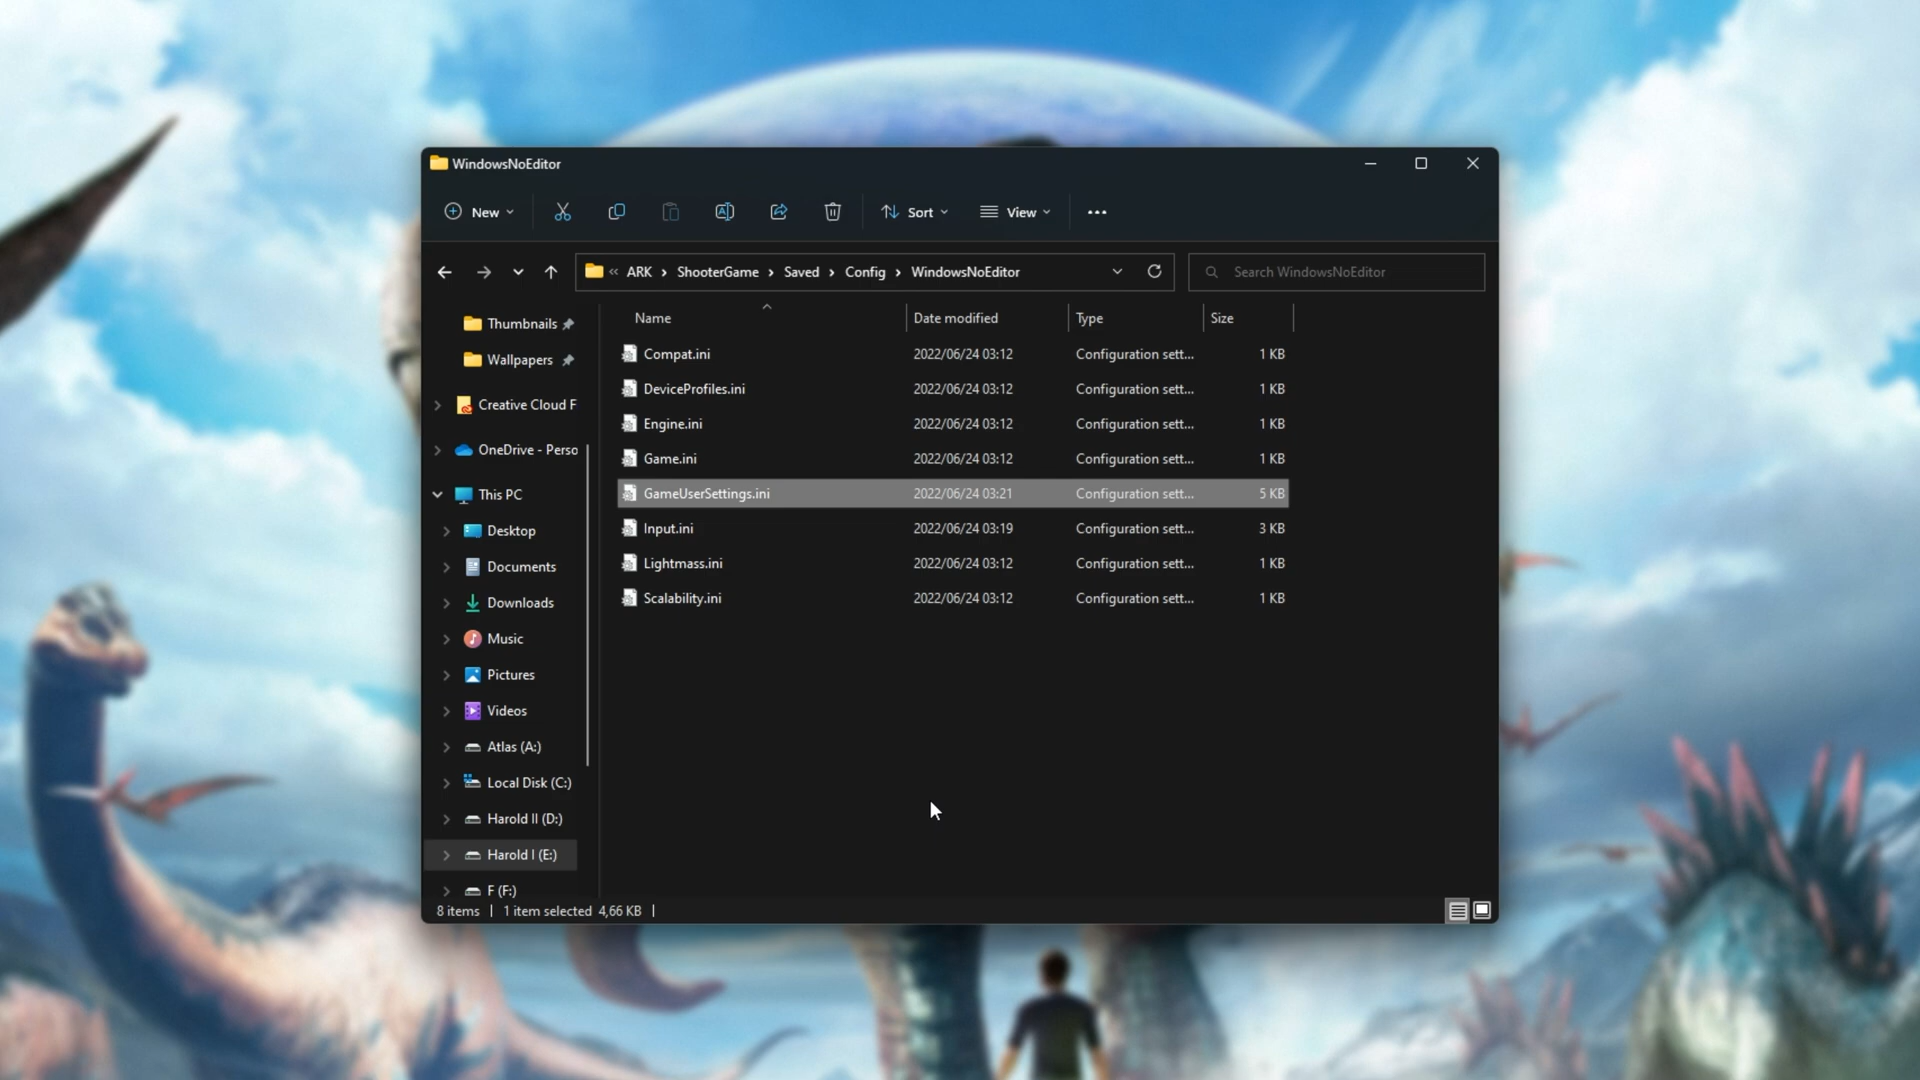 WindowsNoEditor
New
Sort
View
« ARK > ShooterGame > Saved > Config > WindowsNoEditor
Search WindowsNoEditor
Thumbnails
Wallpapers
Creative Cloud F
OneDrive - Perso
This PC
Desktop
Documents
Downloads
Music
Pictures
Videos
Atlas (A:)
Local Disk (C:)
Harold II (D:)
Harold I (E:)
F (F:)
Name Date modified Type Size
Compat.ini 2022/06/24 03:12 Configuration sett... 1 KB
DeviceProfiles.ini 2022/06/24 03:12 Configuration sett... 1 KB
Engine.ini 2022/06/24 03:12 Configuration sett... 1 KB
Game.ini 2022/06/24 03:12 Configuration sett... 1 KB
GameUserSettings.ini 2022/06/24 03:21 Configuration sett... 5 KB
Input.ini 2022/06/24 03:19 Configuration sett... 3 KB
Lightmass.ini 2022/06/24 03:12 Configuration sett... 1 KB
Scalability.ini 2022/06/24 03:12 Configuration sett... 1 KB
8 items | 1 item selected 4,66 KB |